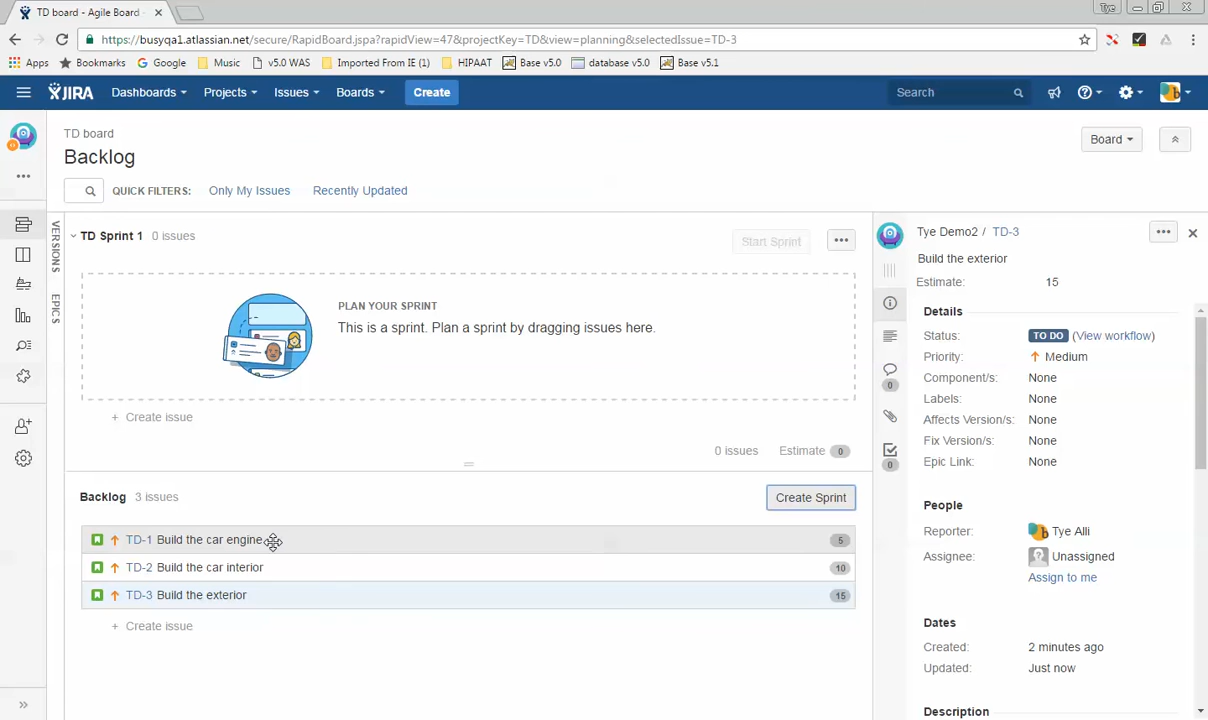 TD board - Agile Board -
Tye
https://busyqa1.atlassian.net/secure/RapidBoard.jspa?rapidView=47&projectKey=TD&view=planning&selectedIssue=TD-3
Apps Bookmarks Google Music v5.0 WAS Imported From IE (1) HIPAAT Base v5.0 database v5.0 Base v5.1
JIRA Dashboards Projects Issues Boards Create Search
TD board
Backlog
Board
QUICK FILTERS: Only My Issues Recently Updated
VERSIONS
EPICS
TD Sprint 1 0 issues
Start Sprint
PLAN YOUR SPRINT
This is a sprint. Plan a sprint by dragging issues here.
+ Create issue
0 issues Estimate 0
Backlog 3 issues
Create Sprint
TD-1 Build the car engine 5
TD-2 Build the car interior 10
TD-3 Build the exterior 15
+ Create issue
Tye Demo2 / TD-3
Build the exterior
Estimate: 15
Details
Status: TO DO (View workflow)
Priority: Medium
Component/s: None
Labels: None
Affects Version/s: None
Fix Version/s: None
Epic Link: None
0
0
People
Reporter: Tye Alli
Assignee: Unassigned
Assign to me
Dates
Created: 2 minutes ago
Updated: Just now
Description